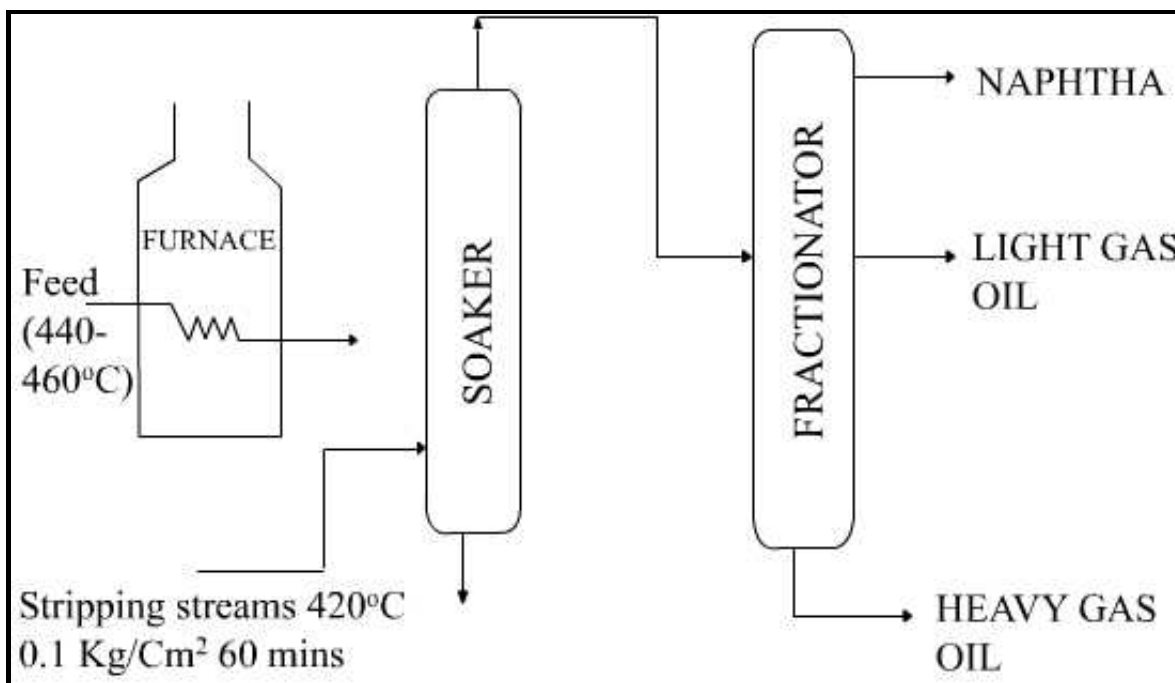 FURNACE
Feed
(440-
460°C)
Stripping streams 420°C
0.1 Kg/Cm² 60 mins
SOAKER
FRACTIONATOR
NAPHTHA
LIGHT GAS
OIL
HEAVY GAS
OIL